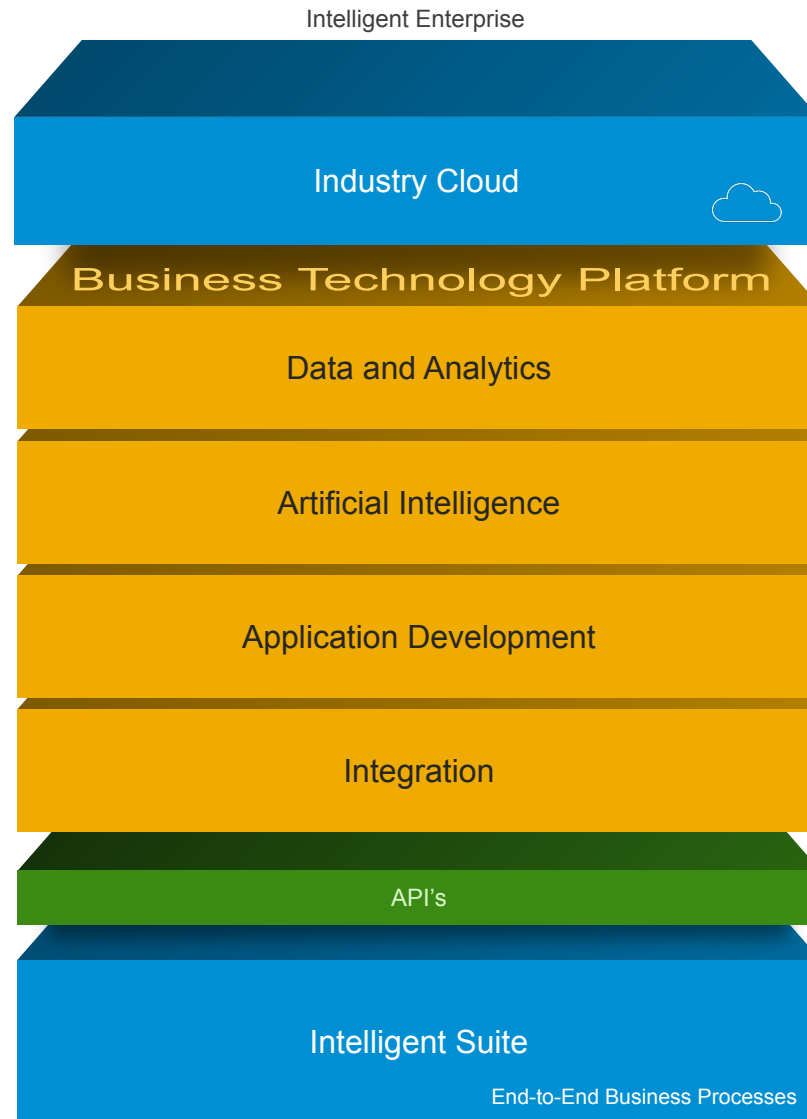 Intelligent Enterprise
Industry Cloud
Business Technology Platform
Data and Analytics
Artificial Intelligence
Application Development
Integration
API's
Intelligent Suite
End-to-End Business Processes